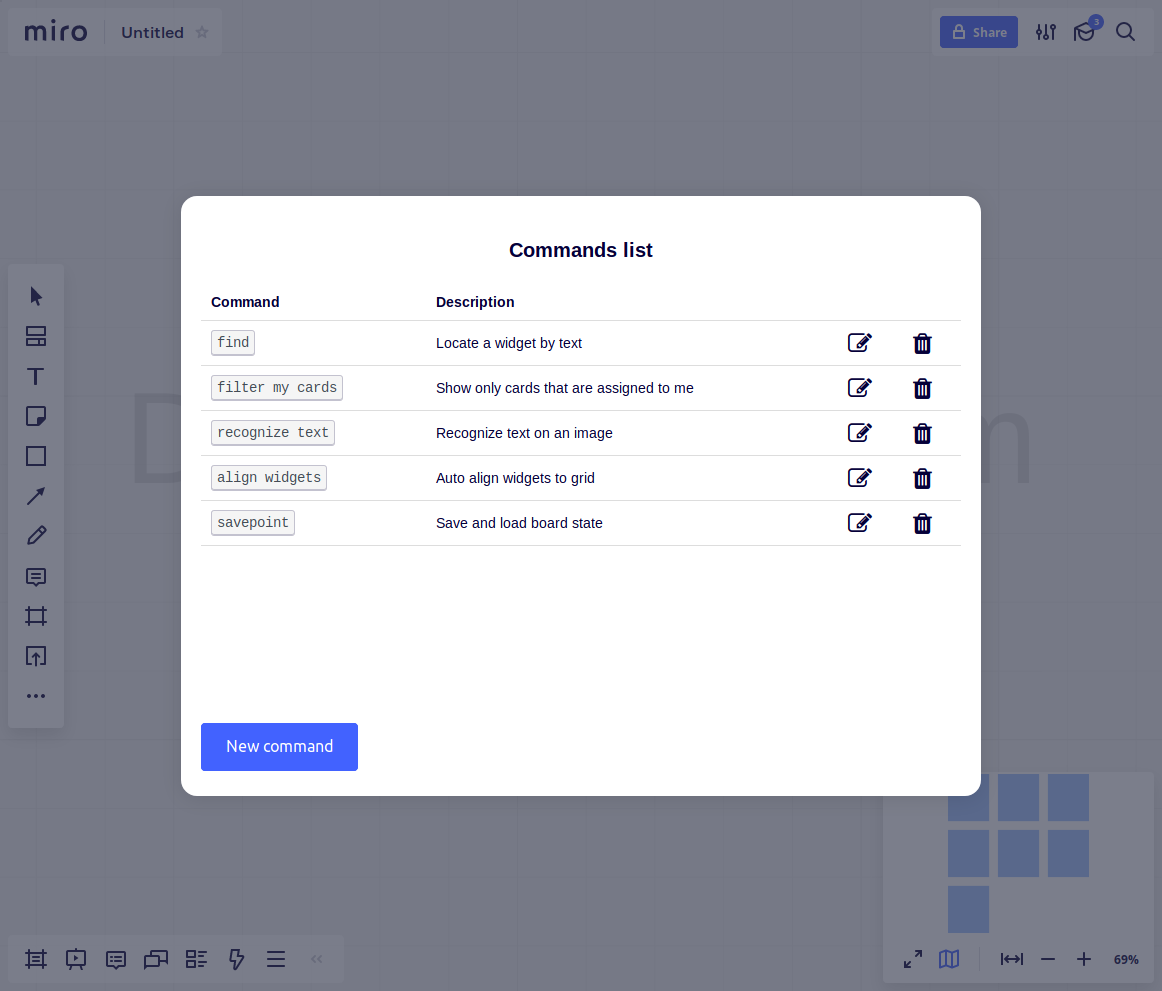 miro Untitled Share 3
Commands list
Command Description
find Locate a widget by text
filter my cards Show only cards that are assigned to me
recognize text Recognize text on an image
align widgets Auto align widgets to grid
savepoint Save and load board state
D m
New command
69%